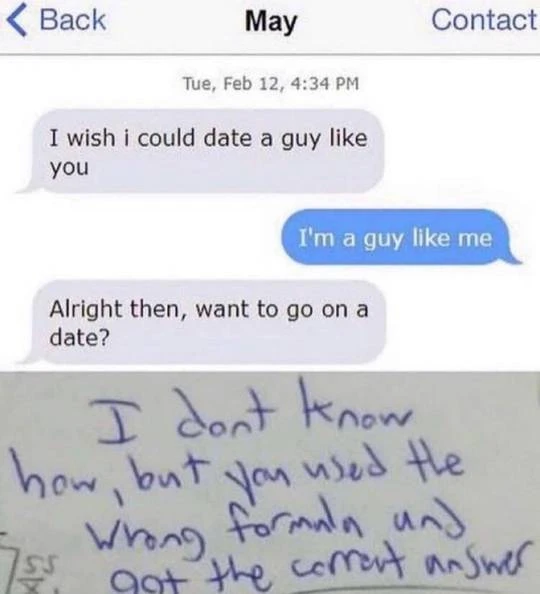 Back May Contact
Tue, Feb 12, 4:34 PM
I wish i could date a guy like
you
I'm a guy like me
Alright then, want to go on a
date?
I dont know
how, but you used the
wrong formula and
got the correct answer